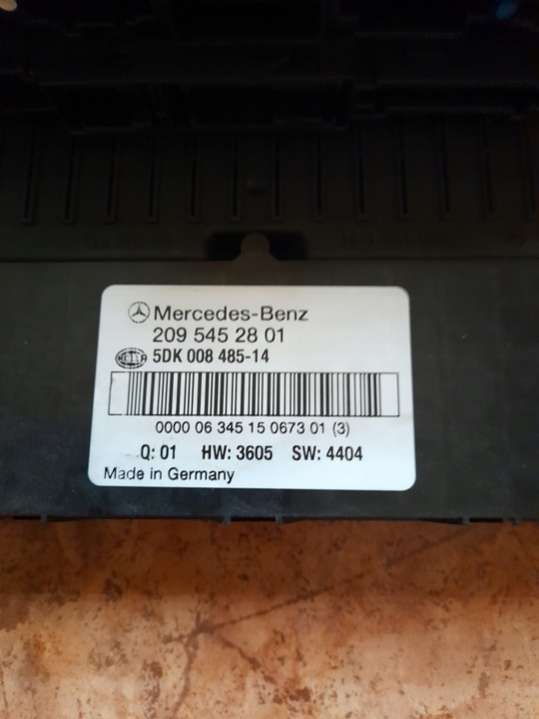 Mercedes-Benz
209 545 28 01
HELLA 5DK 008 485-14
0000 06 345 15 0673 01 (3)
Q: 01 HW: 3605 SW: 4404
Made in Germany